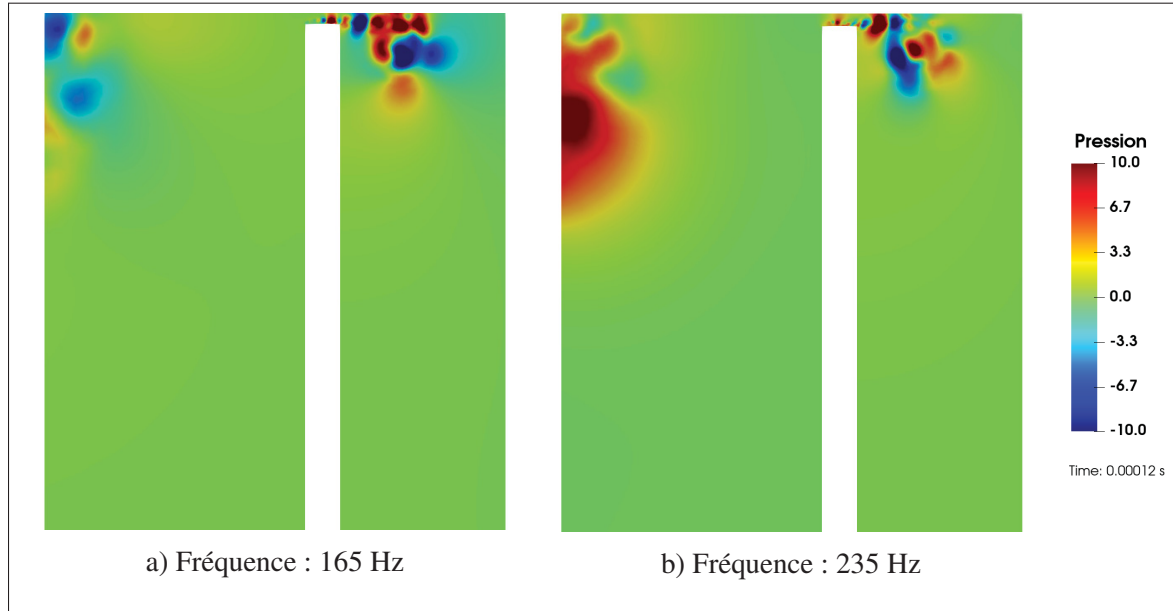 Pression
10.0
6.7
3.3
0.0
-3.3
-6.7
-10.0
Time: 0.00012 s
a) Fréquence : 165 Hz
b) Fréquence : 235 Hz